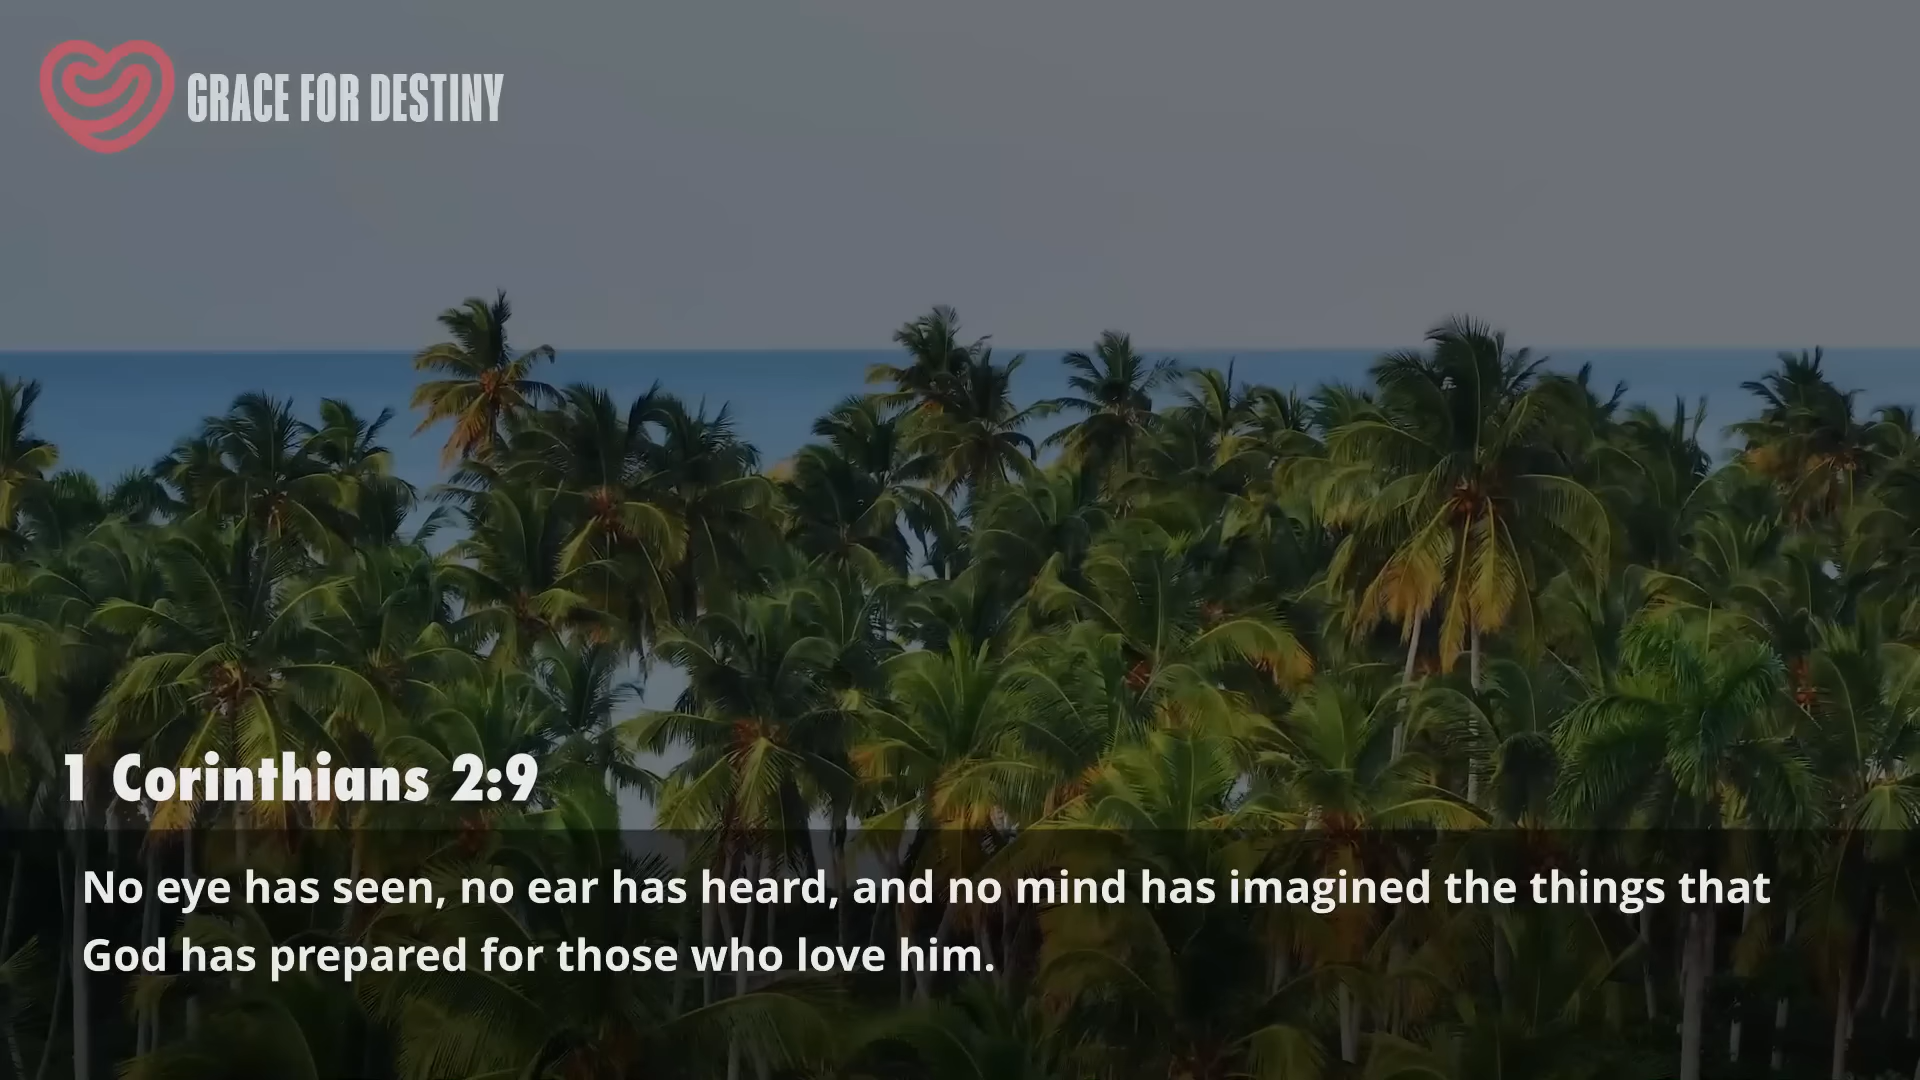 GRACE FOR DESTINY
1 Corinthians 2:9
No eye has seen, no ear has heard, and no mind has imagined the things that
God has prepared for those who love him.